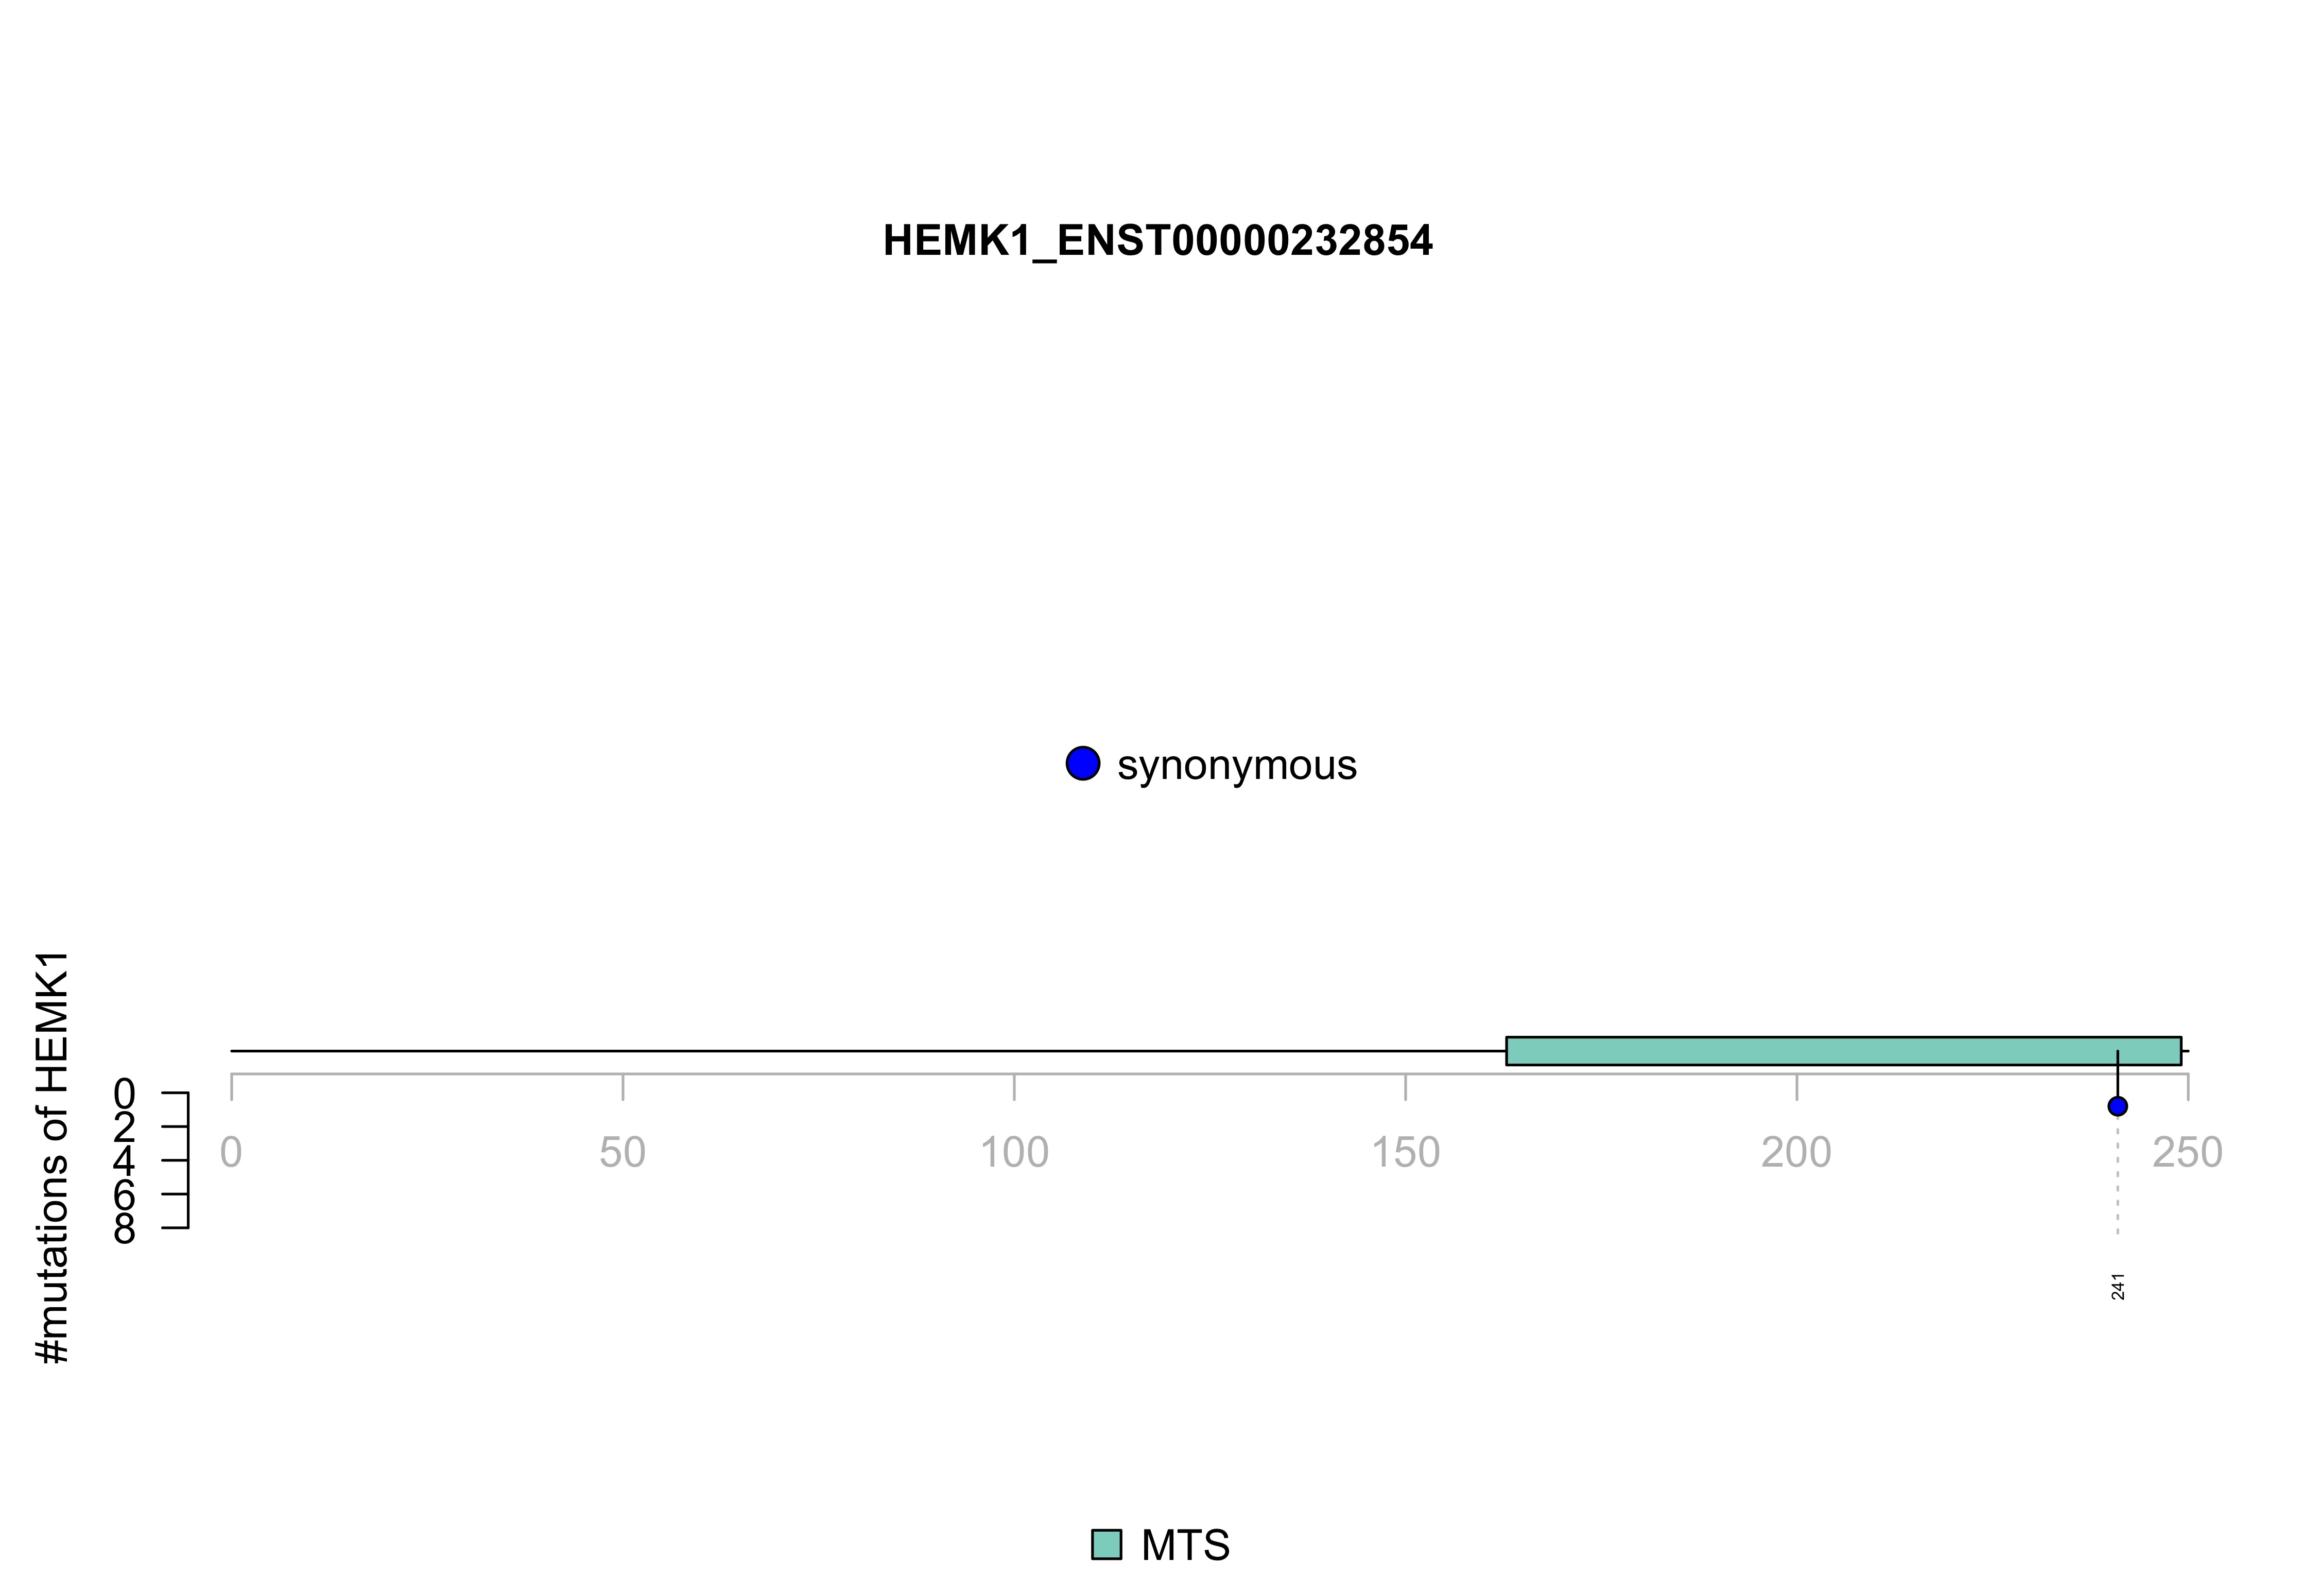 HEMK1_ENST00000232854
synonymous
#mutations of HEMK1
0
2
4
6
8
0 50 100 150 200 250
241
MTS